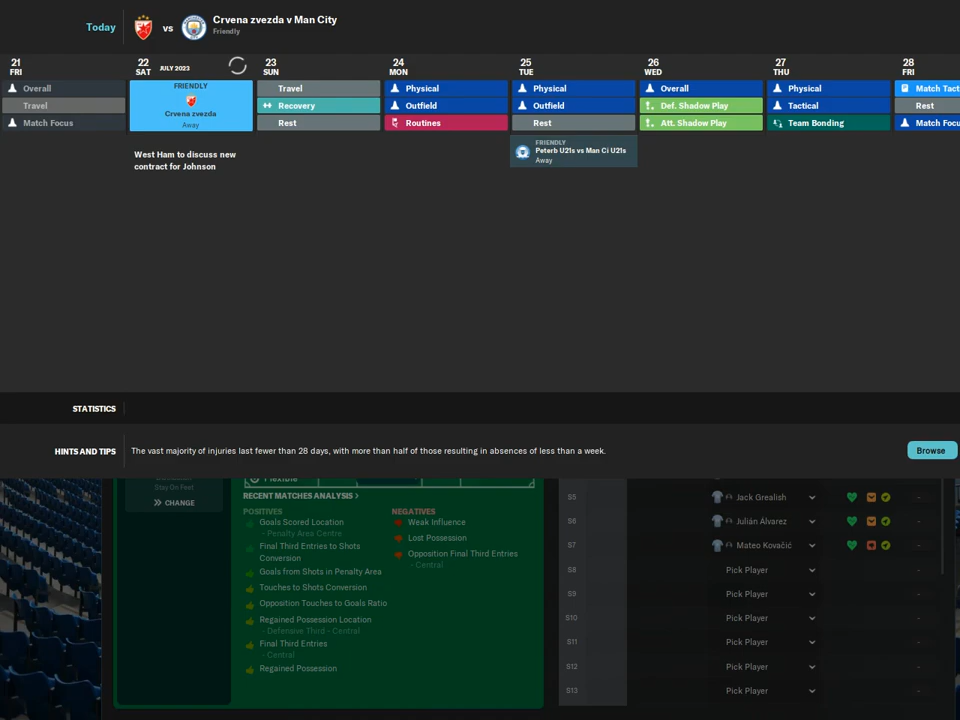 Today
vs
Crvena zvezda v Man City
Friendly
21
FRI
22
SAT
JULY 2023
23
SUN
24
MON
25
TUE
26
WED
27
THU
28
FRI
Overall
Travel
Match Focus
FRIENDLY
Crvena zvezda
Away
Travel
Recovery
Rest
Physical
Outfield
Routines
Physical
Outfield
Rest
Overall
Def. Shadow Play
Att. Shadow Play
Physical
Tactical
Team Bonding
Match Tact
Rest
Match Focu
West Ham to discuss new
contract for Johnson
FRIENDLY
Peterb U21s vs Man Ci U21s
Away
STATISTICS
HINTS AND TIPS
The vast majority of injuries last fewer than 28 days, with more than half of those resulting in absences of less than a week.
Browse
Stay On Feet
CHANGE
Flexible
RECENT MATCHES ANALYSIS >
POSITIVES
Goals Scored Location
- Penalty Area Centre
Final Third Entries to Shots
Conversion
Goals from Shots in Penalty Area
Touches to Shots Conversion
Opposition Touches to Goals Ratio
Regained Possession Location
- Defensive Third - Central
Final Third Entries
- Central
Regained Possession
NEGATIVES
Weak Influence
Lost Possession
Opposition Final Third Entries
- Central
S5 Jack Grealish -
S6 Julián Álvarez -
S7 Mateo Kovačić -
S8 Pick Player -
S9 Pick Player -
S10 Pick Player -
S11 Pick Player -
S12 Pick Player -
S13 Pick Player -